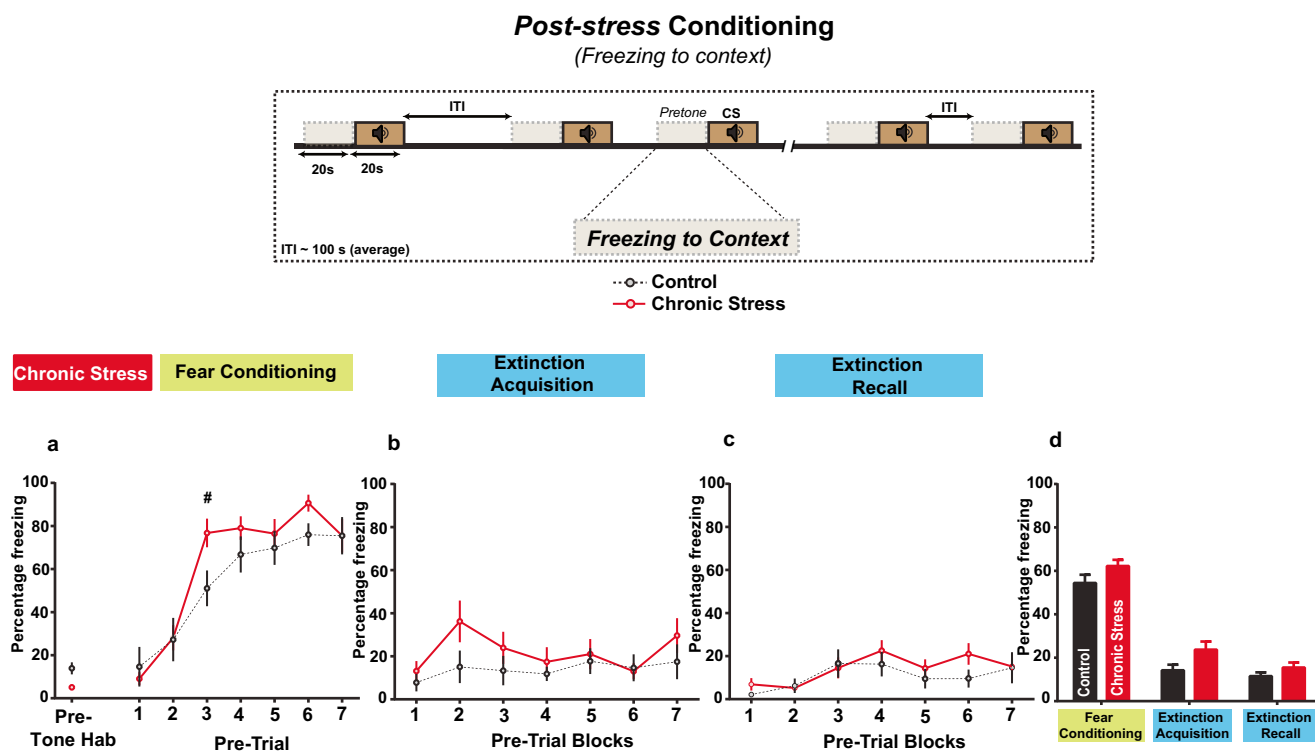 Post-stress Conditioning
(Freezing to context)
ITI
Pretone
CS
ITI
20s
20s
Freezing to Context
ITI ~ 100 s (average)
Control
Chronic Stress
Chronic Stress
Fear Conditioning
Extinction
Acquisition
Extinction
Recall
a
Percentage freezing
100
80
60
40
20
0
#
Pre-
Tone Hab
1 2 3 4 5 6 7
Pre-Trial
b
Percentage freezing
100
80
60
40
20
0
1 2 3 4 5 6 7
Pre-Trial Blocks
c
Percentage freezing
100
80
60
40
20
0
1 2 3 4 5 6 7
Pre-Trial Blocks
d
Percentage freezing
100
80
60
40
20
0
Control
Chronic Stress
Fear
Conditioning
Extinction
Acquisition
Extinction
Recall